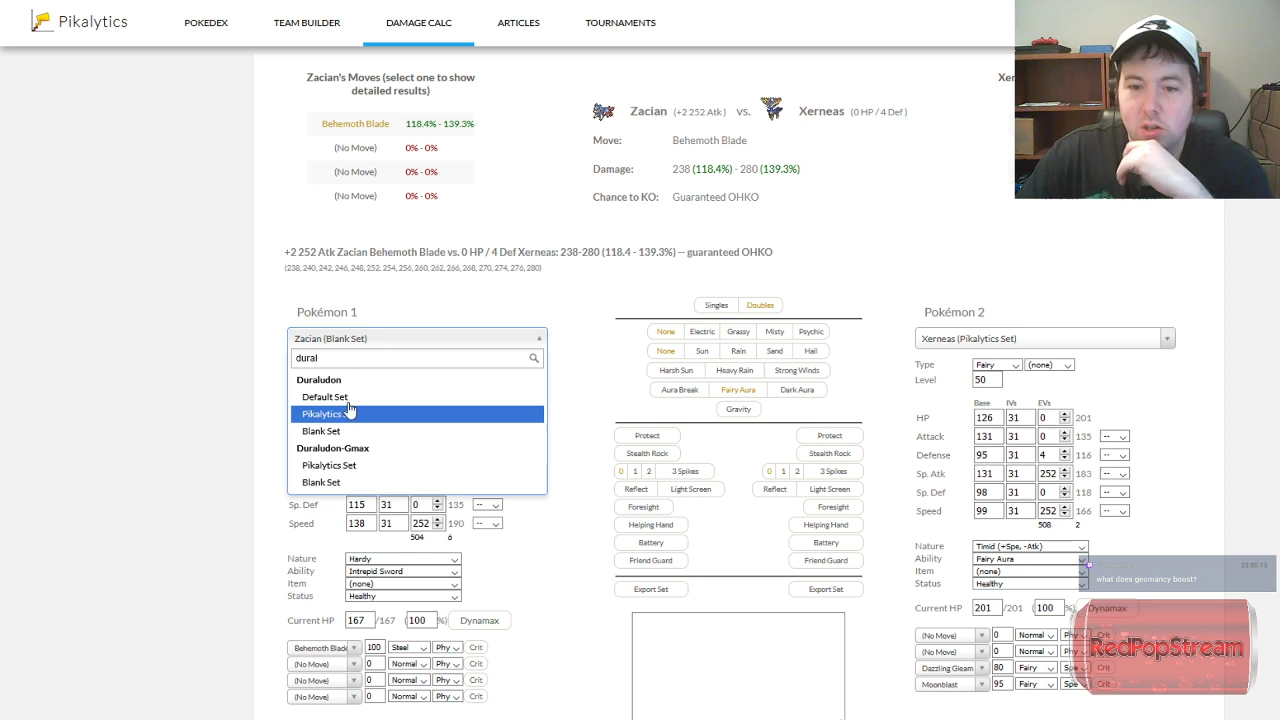 Pikalytics
POKEDEX
TEAM BUILDER
DAMAGE CALC
ARTICLES
TOURNAMENTS
Zacian's Moves (select one to show
detailed results)
Behemoth Blade 118.4% - 139.3%
(No Move) 0% - 0%
(No Move) 0% - 0%
(No Move) 0% - 0%
Zacian (+2 252 Atk ) VS. Xerneas (0 HP / 4 Def )
Move: Behemoth Blade
Damage: 238 (118.4%) - 280 (139.3%)
Chance to KO: Guaranteed OHKO
+2 252 Atk Zacian Behemoth Blade vs. 0 HP / 4 Def Xerneas: 238-280 (118.4 - 139.3%) -- guaranteed OHKO
(238, 240, 242, 246, 248, 252, 254, 256, 260, 262, 266, 268, 270, 274, 276, 280)
Pokémon 1
Zacian (Blank Set)
dural
Duraludon
Default Set
Pikalytics
Blank Set
Duraludon-Gmax
Pikalytics Set
Blank Set
Sp. Def 115 31 0 135 --
Speed 138 31 252 190 --
504 6
Nature Hardy
Ability Intrepid Sword
Item (none)
Status Healthy
Current HP 167 /167 (100 %) Dynamax
Behemoth Blade 100 Steel Phy Crit
(No Move) 0 Normal Phy Crit
(No Move) 0 Normal Phy Crit
(No Move) 0 Normal Phy Crit
Singles Doubles
None Electric Grassy Misty Psychic
None Sun Rain Sand Hail
Harsh Sun Heavy Rain Strong Winds
Aura Break Fairy Aura Dark Aura
Gravity
Protect Protect
Stealth Rock Stealth Rock
0 1 2 3 Spikes 0 1 2 3 Spikes
Reflect Light Screen Reflect Light Screen
Foresight Foresight
Helping Hand Helping Hand
Battery Battery
Friend Guard Friend Guard
Export Set Export Set
Pokémon 2
Xerneas (Pikalytics Set)
Type Fairy (none)
Level 50
Base IVs EVs
HP 126 31 0 201
Attack 131 31 0 135 --
Defense 95 31 4 116 --
Sp. Atk 131 31 252 183 --
Sp. Def 98 31 0 118 --
Speed 99 31 252 166 --
508 2
Nature Timid (+Spe, -Atk)
Ability Fairy Aura
Item (none)
Status Healthy
23:00:15
what does geomancy boost?
Current HP 201 /201 (100 %) Dynamax
(No Move) 0 Normal Phy Crit
(No Move) 0 Normal Phy Crit
Dazzling Gleam 80 Fairy Spe Crit
Moonblast 95 Fairy Spe Crit
RedPopStream